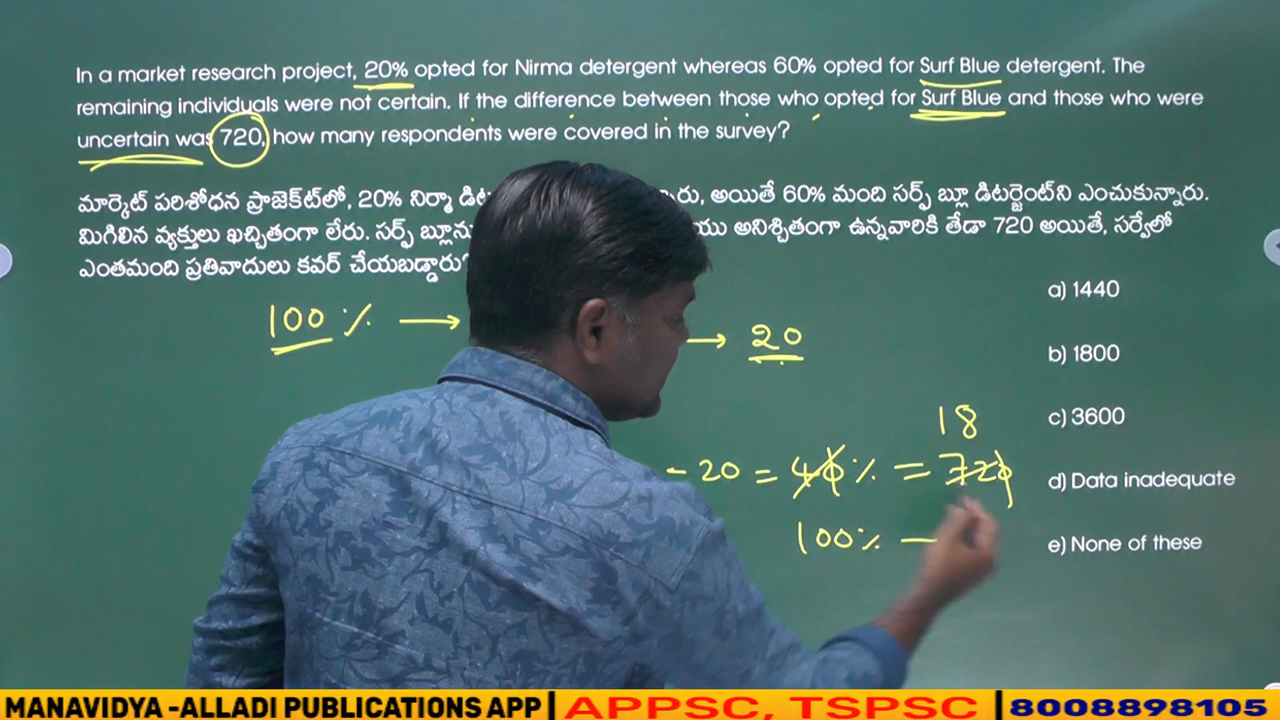 In a market research project, 20% opted for Nirma detergent whereas 60% opted for Surf Blue detergent. The
remaining individuals were not certain. If the difference between those who opted for Surf Blue and those who were
uncertain was 720, how many respondents were covered in the survey?
మార్కెట్ పరిశోధన ప్రాజెక్ట్‌లో, 20% నిర్మా అయితే 60% మంది సర్ఫ్ బ్లూ డిటర్జెంట్‌ని ఎంచుకున్నారు.
మిగిలిన వ్యక్తులు ఖచ్చితంగా లేరు. సర్ఫ్ బ్లూను అనిశ్చితంగా ఉన్నవారికి తేడా 720 అయితే, సర్వేలో
ఎంతమంది ప్రతివాదులు కవర్ చేయబడ్డారు?
a) 1440
100% → → 20
b) 1800
18
c) 3600
- 20 = 40% = 720
d) Data inadequate
100% —
e) None of these
MANAVIDYA -ALLADI PUBLICATIONS APP | APPSC, TSPSC | 8008898105